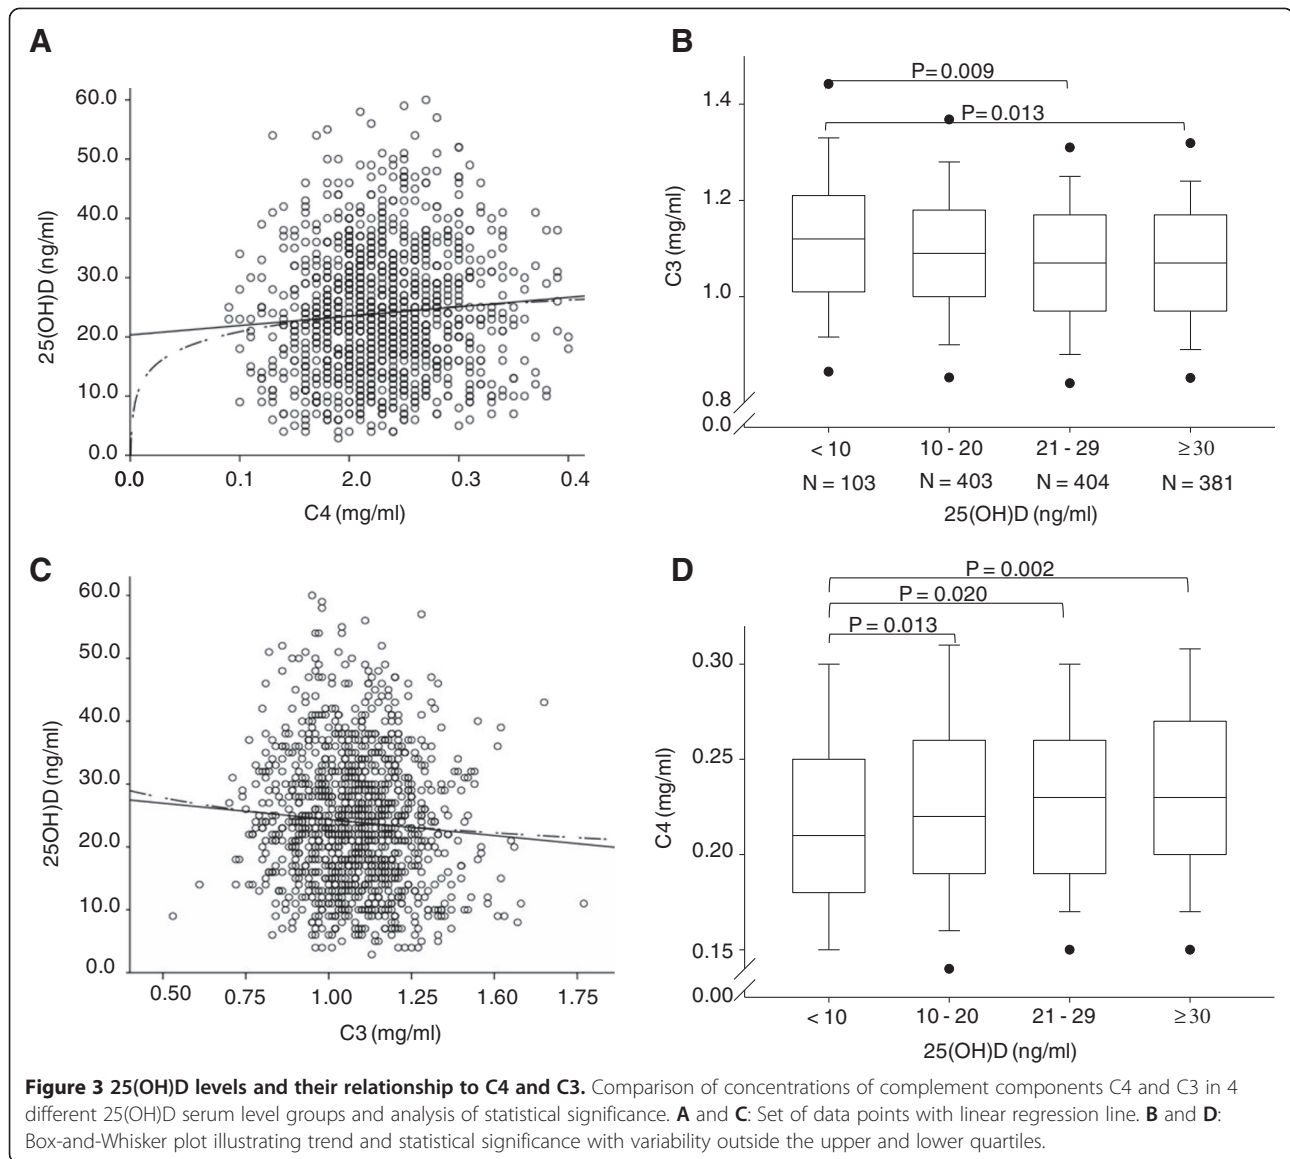 A
60.0
50.0
40.0
30.0
20.0
10.0
0.0
25(OH)D (ng/ml)
0.0 0.1 2.0 0.3 0.4
C4 (mg/ml)
B
P= 0.009
P= 0.013
1.4
1.2
1.0
0.8
0.0
C3 (mg/ml)
< 10 10 - 20 21 - 29 ≥30
N = 103 N = 403 N = 404 N = 381
25(OH)D (ng/ml)
C
60.0
50.0
40.0
30.0
20.0
10.0
0.0
25OH)D (ng/ml)
0.50 0.75 1.00 1.25 1.60 1.75
C3 (mg/ml)
D
P = 0.002
P = 0.020
P = 0.013
0.30
0.25
0.20
0.15
0.00
C4 (mg/ml)
< 10 10 - 20 21 - 29 ≥30
25(OH)D (ng/ml)
Figure 3 25(OH)D levels and their relationship to C4 and C3. Comparison of concentrations of complement components C4 and C3 in 4
different 25(OH)D serum level groups and analysis of statistical significance. A and C: Set of data points with linear regression line. B and D:
Box-and-Whisker plot illustrating trend and statistical significance with variability outside the upper and lower quartiles.